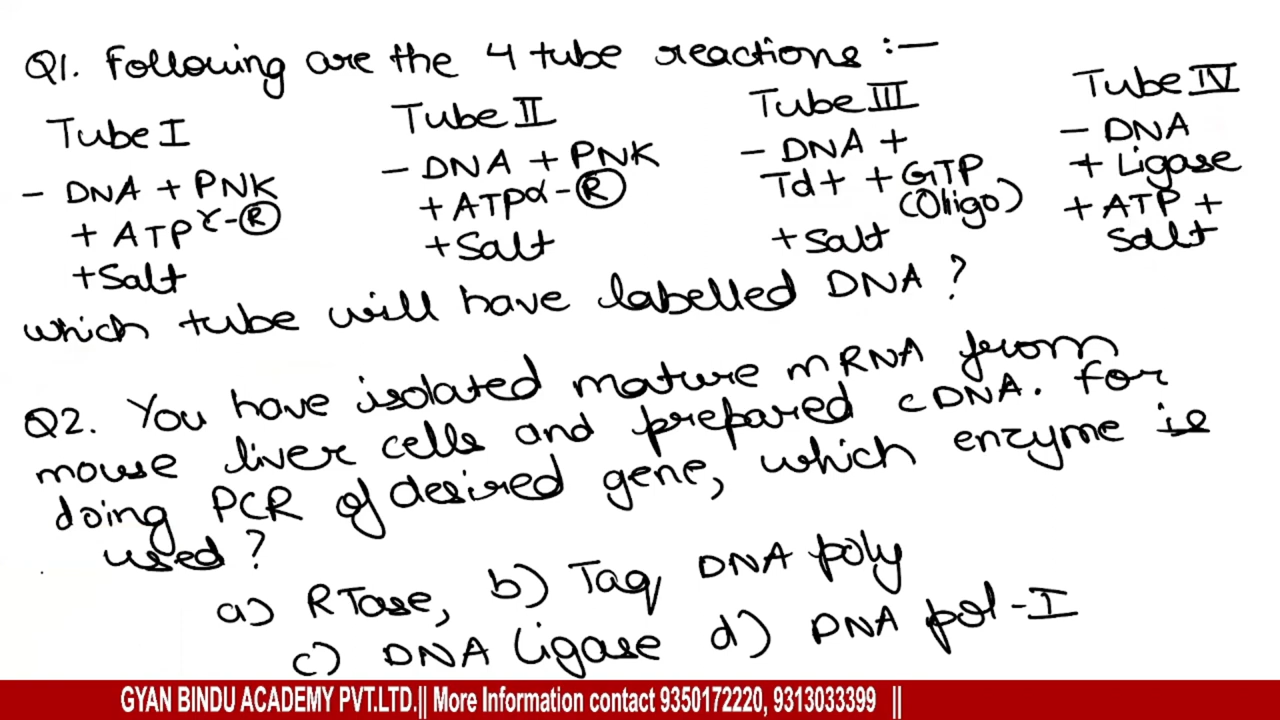 Q1. Following are the 4 tube reactions :—
Tube I
- DNA + PNK
+ ATP γ-R
+ Salt
Tube II
- DNA + PNK
+ ATP α-R
+ Salt
Tube III
- DNA +
Td+ + GTP
(Oligo)
+ Salt
Tube IV
- DNA
+ Ligase
+ ATP +
Salt
which tube will have labelled DNA ?
Q2. You have isolated mature mRNA from
mouse liver cells and prepared cDNA. For
doing PCR of desired gene, which enzyme is
used ?
a) RTase, b) Taq DNA poly
c) DNA ligase d) DNA pol-I
GYAN BINDU ACADEMY PVT.LTD.|| More Information contact 9350172220, 9313033399 ||